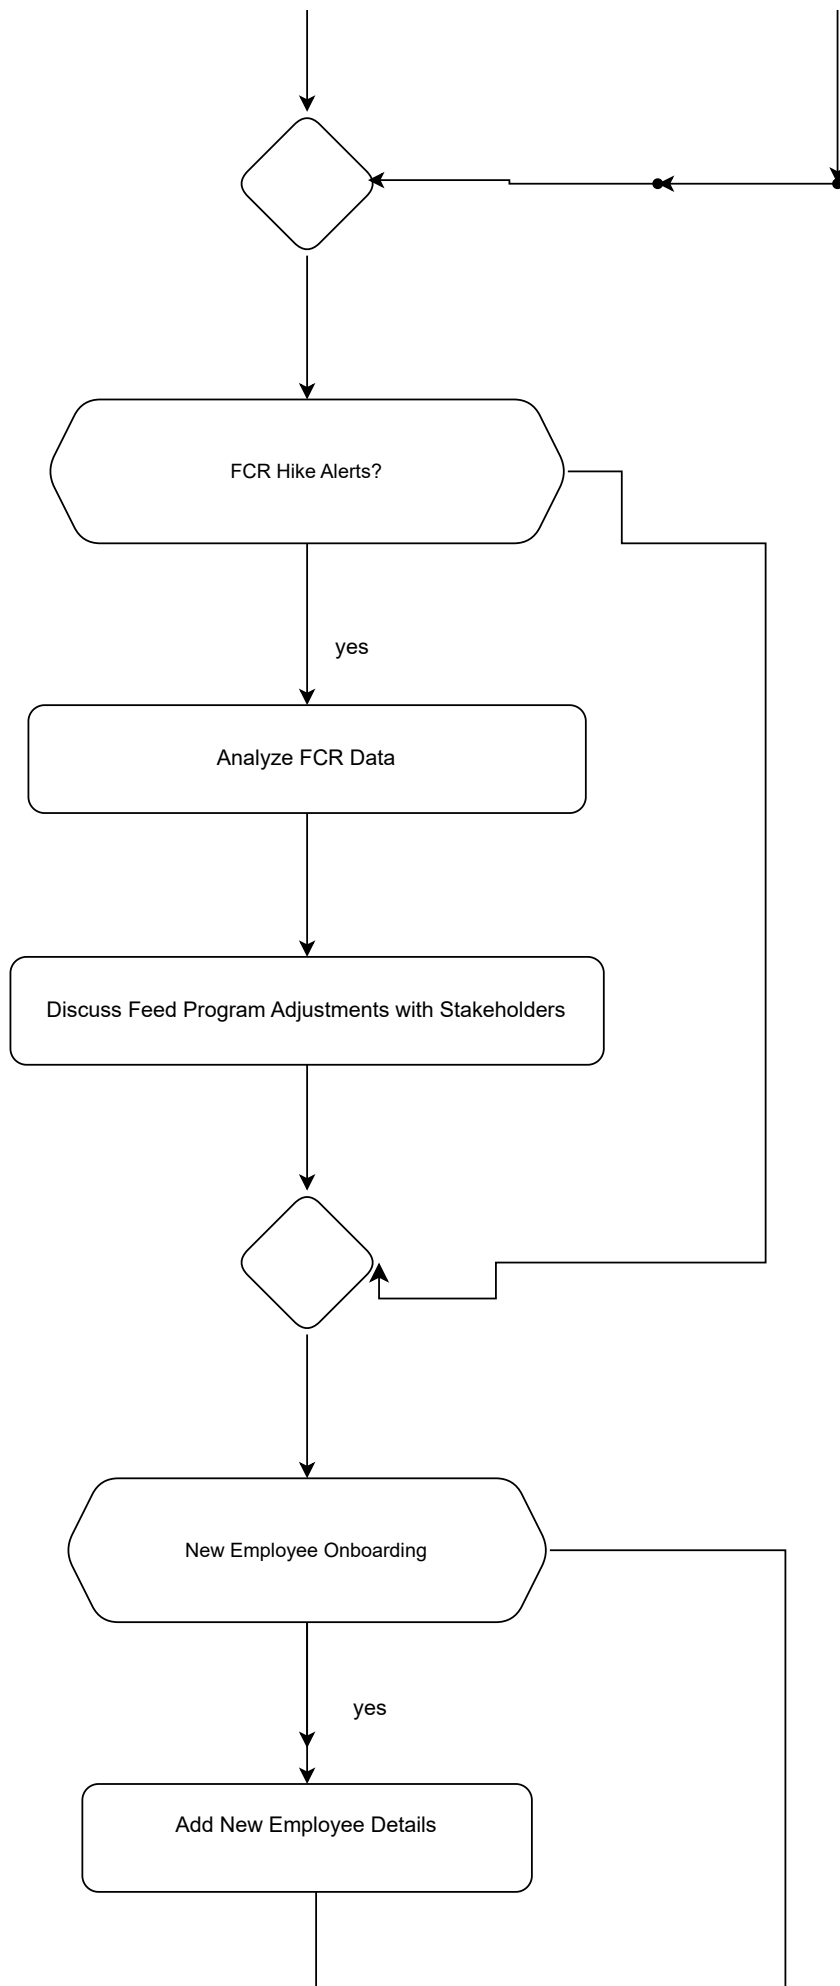 FCR Hike Alerts?
yes
Analyze FCR Data
Discuss Feed Program Adjustments with Stakeholders
New Employee Onboarding
yes
Add New Employee Details